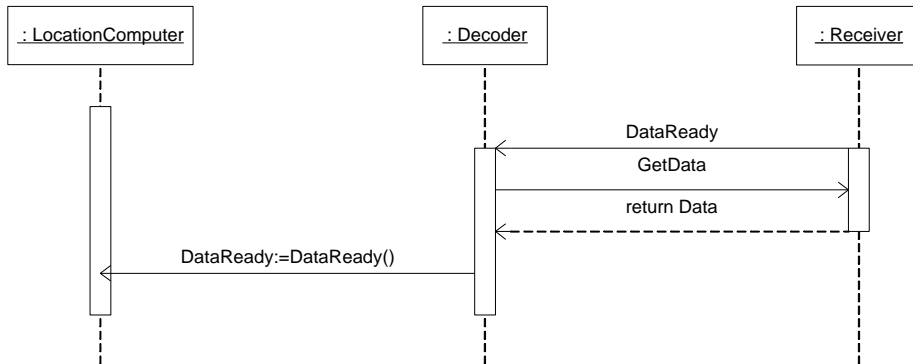 : LocationComputer
: Decoder
: Receiver
DataReady
GetData
return Data
DataReady:=DataReady()